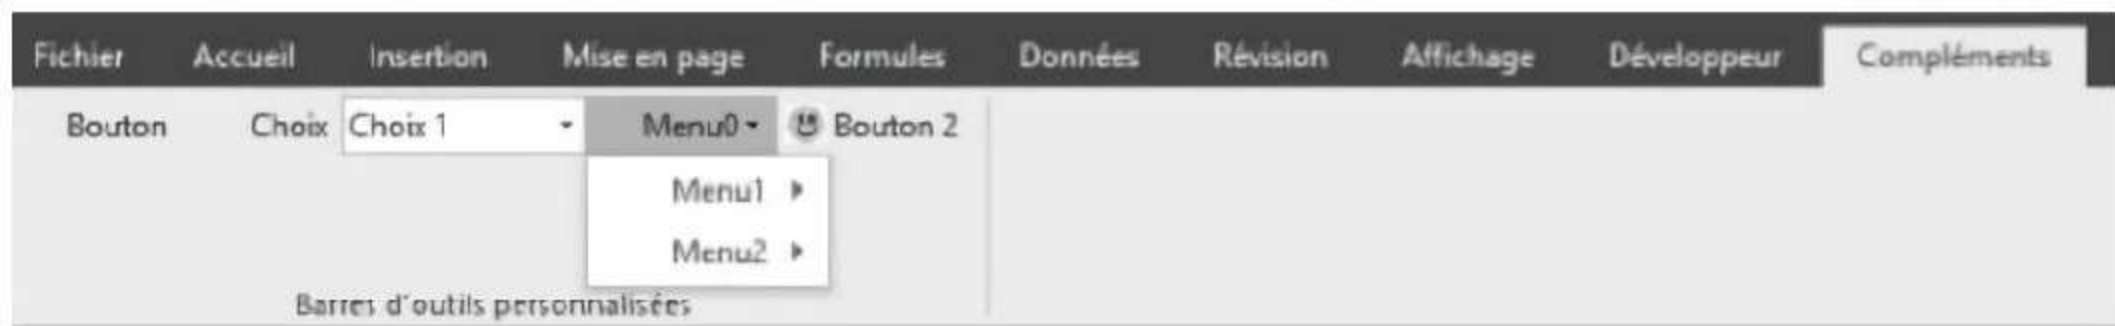 Fichier Accueil Insertion Mise en page Formules Données Révision Affichage Développeur Compléments
Bouton Choix Choix 1 Menu0 Bouton 2
Menu1
Menu2
Barres d'outils personnalisées